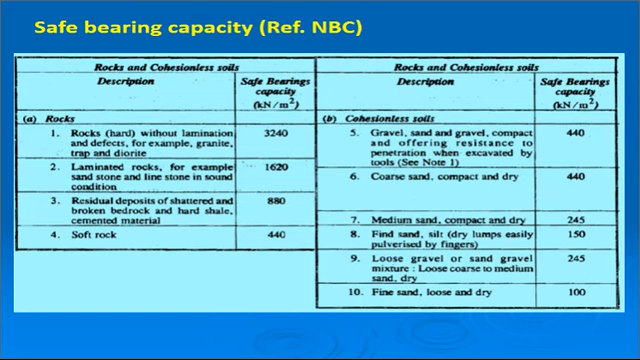 Safe bearing capacity (Ref. NBC)
Rocks and Cohesionless soils
Description
Safe Bearings
capacity
(kN/m²)
(a) Rocks
1. Rocks (hard) without lamination 3240
and defects, for example, granite,
trap and diorite
2. Laminated rocks, for example 1620
sand stone and line stone in sound
condition
3. Residual deposits of shattered and 880
broken bedrock and hard shale,
cemented material
4. Soft rock 440
Rocks and Cohesionless soils
Description
Safe Bearings
capacity
(kN/m²)
(b) Cohesionless soils
5. Gravel, sand and gravel, compact 440
and offering resistance to
penetration when excavated by
tools (See Note 1)
6. Coarse sand, compact and dry 440
7. Medium sand, compact and dry 245
8. Find sand, silt (dry lumps easily 150
pulverised by fingers)
9. Loose gravel or sand gravel 245
mixture : Loose coarse to medium
sand, dry
10. Fine sand, loose and dry 100